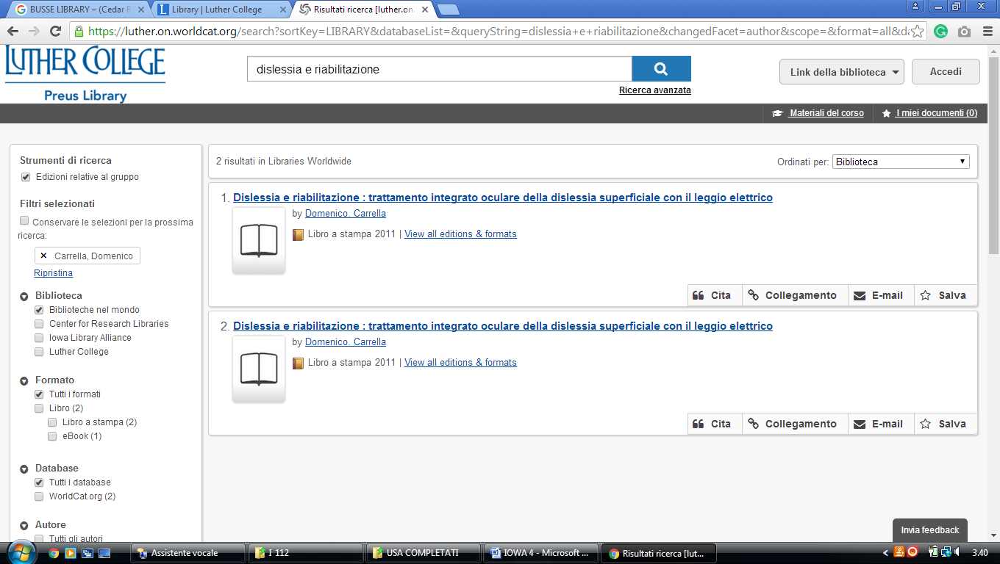 BUSSE LIBRARY – (Cedar R
Library | Luther College
Risultati ricerca [luther.on.
https://luther.on.worldcat.org/search?sortKey=LIBRARY&databaseList=&queryString=dislessia+e+riabilitazione&changedFacet=author&scope=&format=all&da
LUTHER COLLEGE
Preus Library
dislessia e riabilitazione
Ricerca avanzata
Link della biblioteca
Accedi
Materiali del corso
I miei documenti (0)
Strumenti di ricerca
Edizioni relative al gruppo
Filtri selezionati
Conservare le selezioni per la prossima
ricerca:
Carrella, Domenico
Ripristina
Biblioteca
Biblioteche nel mondo
Center for Research Libraries
Iowa Library Alliance
Luther College
Formato
Tutti i formati
Libro (2)
Libro a stampa (2)
eBook (1)
Database
Tutti i database
WorldCat.org (2)
Autore
Tutti gli autori
2 risultati in Libraries Worldwide
Ordinati per: Biblioteca
1. Dislessia e riabilitazione : trattamento integrato oculare della dislessia superficiale con il leggio elettrico
by Domenico. Carrella
Libro a stampa 2011 | View all editions & formats
Cita Collegamento E-mail Salva
2. Dislessia e riabilitazione : trattamento integrato oculare della dislessia superficiale con il leggio elettrico
by Domenico. Carrella
Libro a stampa 2011 | View all editions & formats
Cita Collegamento E-mail Salva
Invia feedback
Assistente vocale
I 112
USA COMPLETATI
IOWA 4 - Microsoft ...
Risultati ricerca [lut...
3.40